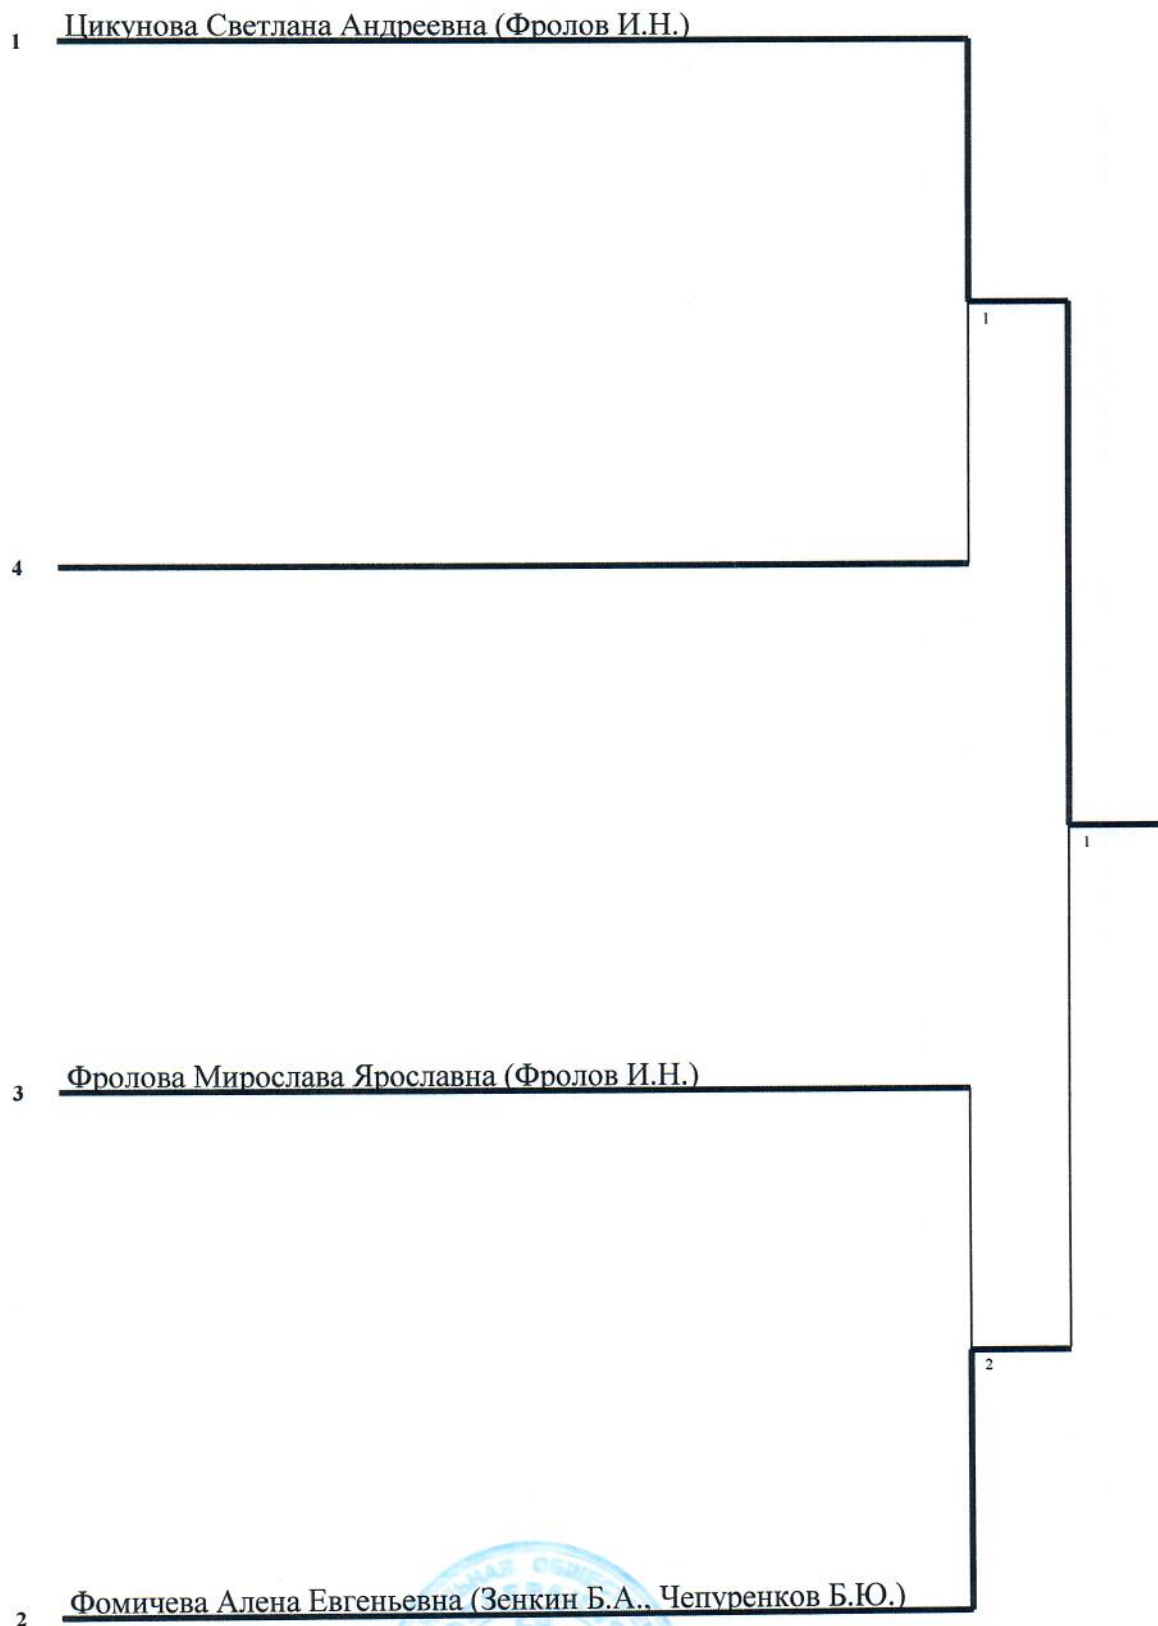 1 Цикунова Светлана Андреевна (Фролов И.Н.)
1
4
1
3 Фролова Мирослава Ярославна (Фролов И.Н.)
2
2 Фомичева Алена Евгеньевна (Зенкин Б.А., Чепуренков Б.Ю.)